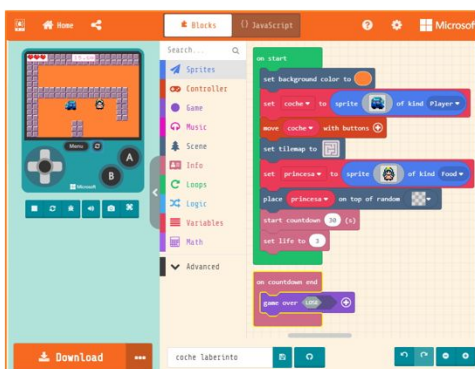 Home
Blocks
{} JavaScript
Microsof
Search...
Sprites
Controller
Game
Music
Scene
Info
Loops
Logic
Variables
Math
Advanced
Menu
A
B
Microsoft
on start
set background color to
set coche to sprite of kind Player
move coche with buttons
set tilemap to
set princesa to sprite of kind Food
place princesa on top of random
start countdown 30 (s)
set life to 3
on countdown end
game over LOSE
Download
coche laberinto